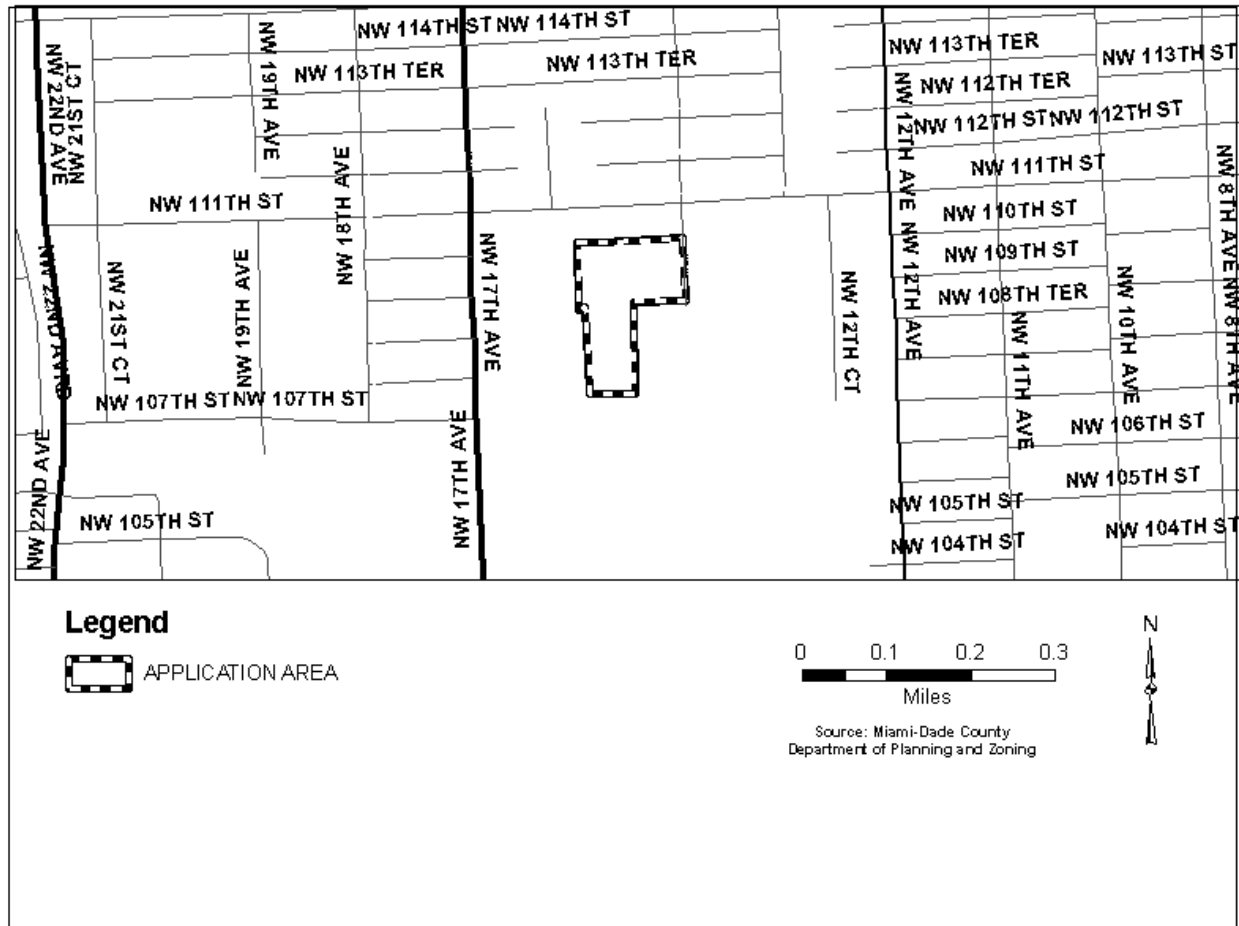 NW 114TH ST
NW 114TH ST
NW 113TH TER
NW 113TH TER
NW 113TH TER
NW 113TH ST
NW 112TH TER
NW 112TH ST
NW 112TH ST
NW 22ND AVE
NW 21ST CT
NW 19TH AVE
NW 18TH AVE
NW 12TH AVE
NW 8TH AVE
NW 111TH ST
NW 111TH ST
NW 110TH ST
NW 109TH ST
NW 108TH TER
NW 21ST CT
NW 19TH AVE
NW 17TH AVE
NW 12TH CT
NW 12TH AVE
NW 11TH AVE
NW 10TH AVE
NW 8TH AVE
NW 107TH ST
NW 107TH ST
NW 106TH ST
NW 22ND AVE
NW 17TH AVE
NW 105TH ST
NW 105TH ST
NW 105TH ST
NW 104TH ST
NW 104TH ST
Legend
APPLICATION AREA
0 0.1 0.2 0.3
Miles
N
Source: Miami-Dade County
Department of Planning and Zoning